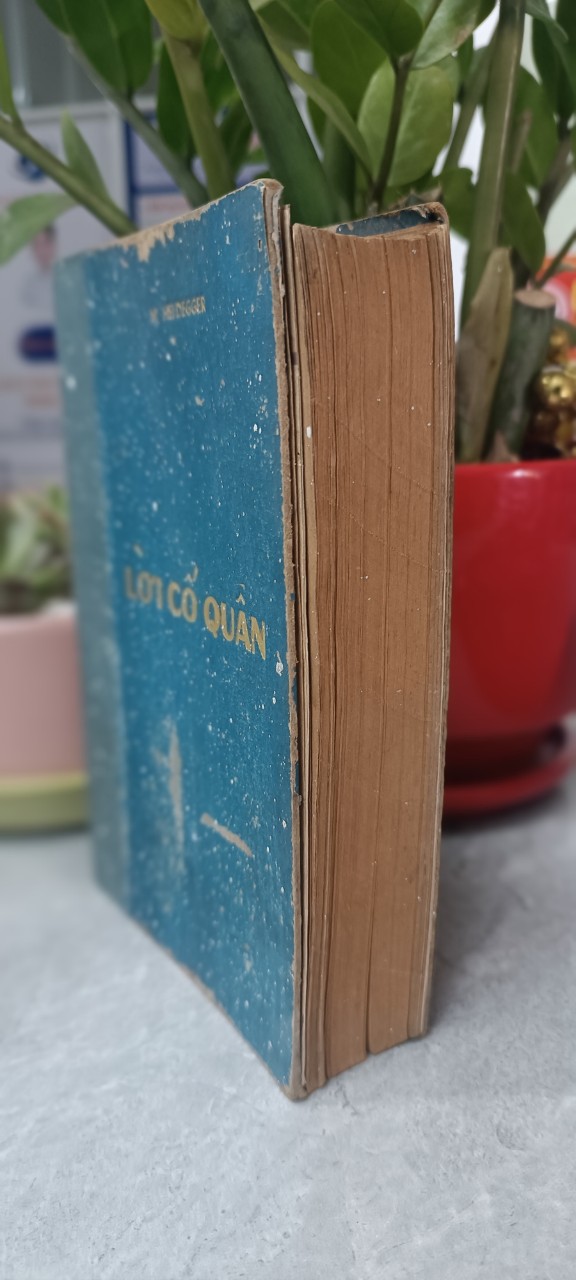 M. HEIDEGGER
LỜI CỐ QUẬN